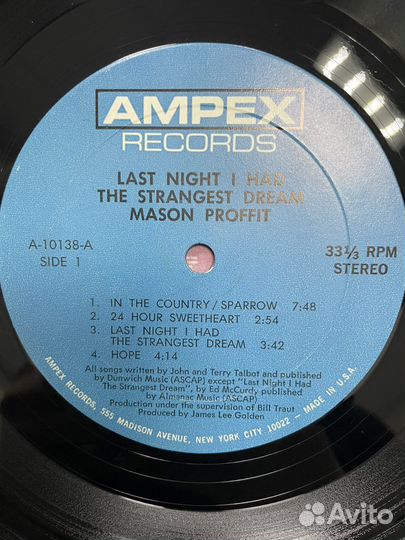 AMPEX
RECORDS
LAST NIGHT I HAD
THE STRANGEST DREAM
MASON PROFFIT
A-10138-A
SIDE 1
33 1/3 RPM
STEREO
1. IN THE COUNTRY/SPARROW 7:48
2. 24 HOUR SWEETHEART 2:54
3. LAST NIGHT I HAD
THE STRANGEST DREAM 3:42
4. HOPE 4:14
All songs written by John and Terry Talbot and published
by Dunwich Music (ASCAP) except "Last Night I Had
The Strangest Dream", by Ed McCurdy, published by
Almanac Music (ASCAP)
Production under the supervision of Bill Traut
Produced by James Lee Golden
AMPEX RECORDS, 555 MADISON AVENUE, NEW YORK CITY 10022 – MADE IN U.S.A.
Avito